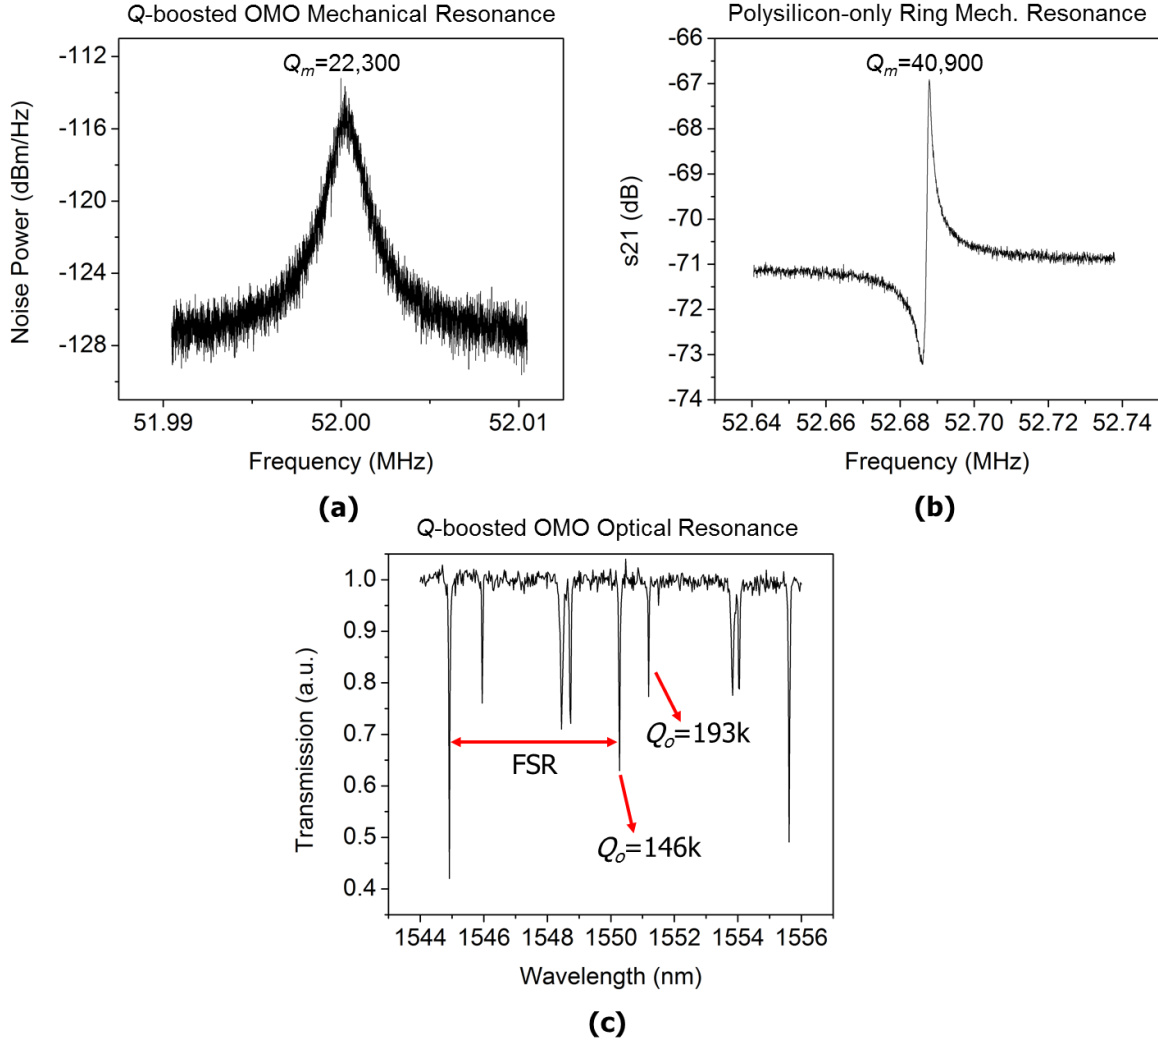 Q-boosted OMO Mechanical Resonance
Qm=22,300
-112
-116
-120
-124
-128
Noise Power (dBm/Hz)
51.99 52.00 52.01
Frequency (MHz)
(a)
Polysilicon-only Ring Mech. Resonance
Qm=40,900
-66
-67
-68
-69
-70
-71
-72
-73
-74
s21 (dB)
52.64 52.66 52.68 52.70 52.72 52.74
Frequency (MHz)
(b)
Q-boosted OMO Optical Resonance
1.0
0.9
0.8
0.7
0.6
0.5
0.4
Transmission (a.u.)
Qo=193k
FSR
Qo=146k
1544 1546 1548 1550 1552 1554 1556
Wavelength (nm)
(c)